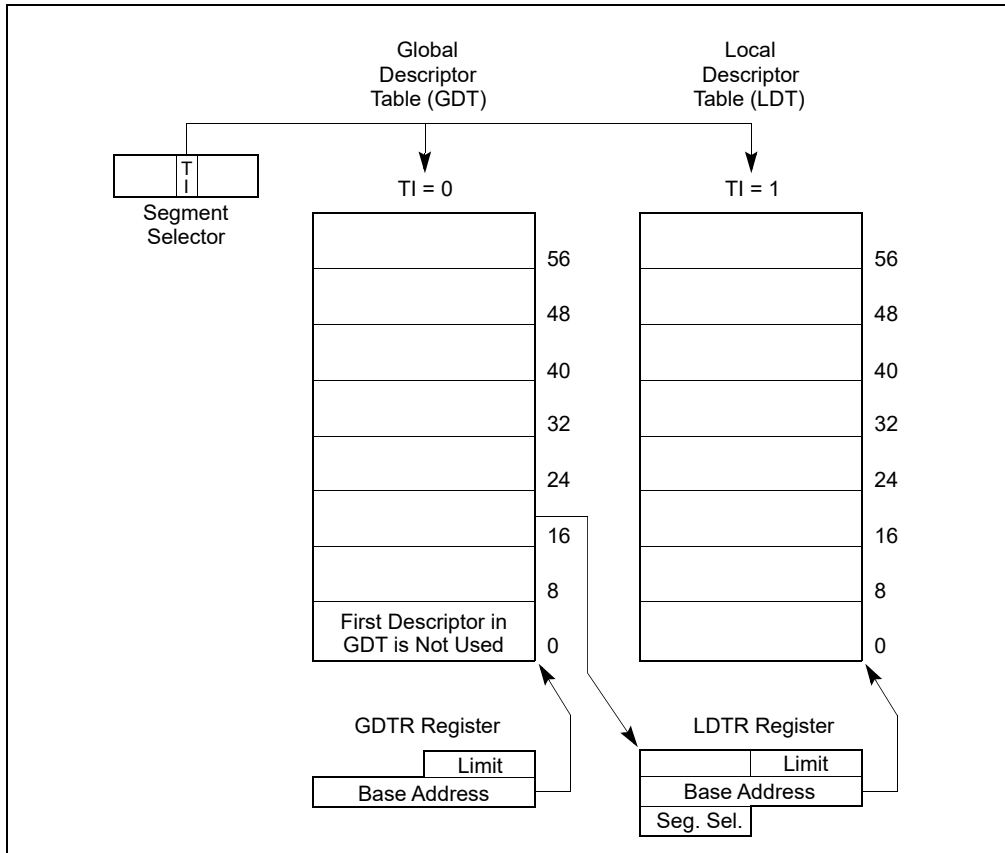 Global
Descriptor
Table (GDT)
Local
Descriptor
Table (LDT)
T
I
Segment
Selector
TI = 0
TI = 1
56
56
48
48
40
40
32
32
24
24
16
16
8
8
First Descriptor in
GDT is Not Used
0
0
GDTR Register
LDTR Register
Limit
Base Address
Limit
Base Address
Seg. Sel.